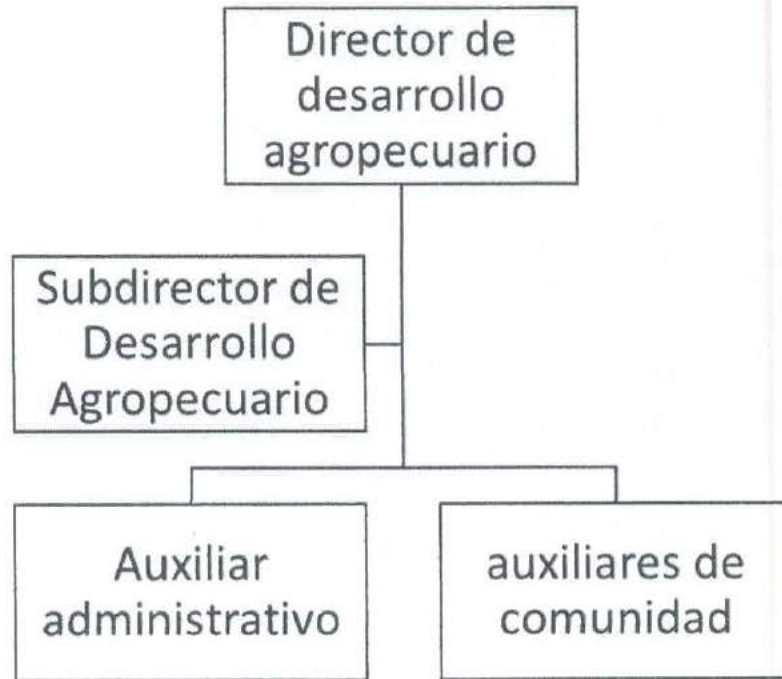 Director de
desarrollo
agropecuario
Subdirector de
Desarrollo
Agropecuario
Auxiliar
administrativo
auxiliares de
comunidad